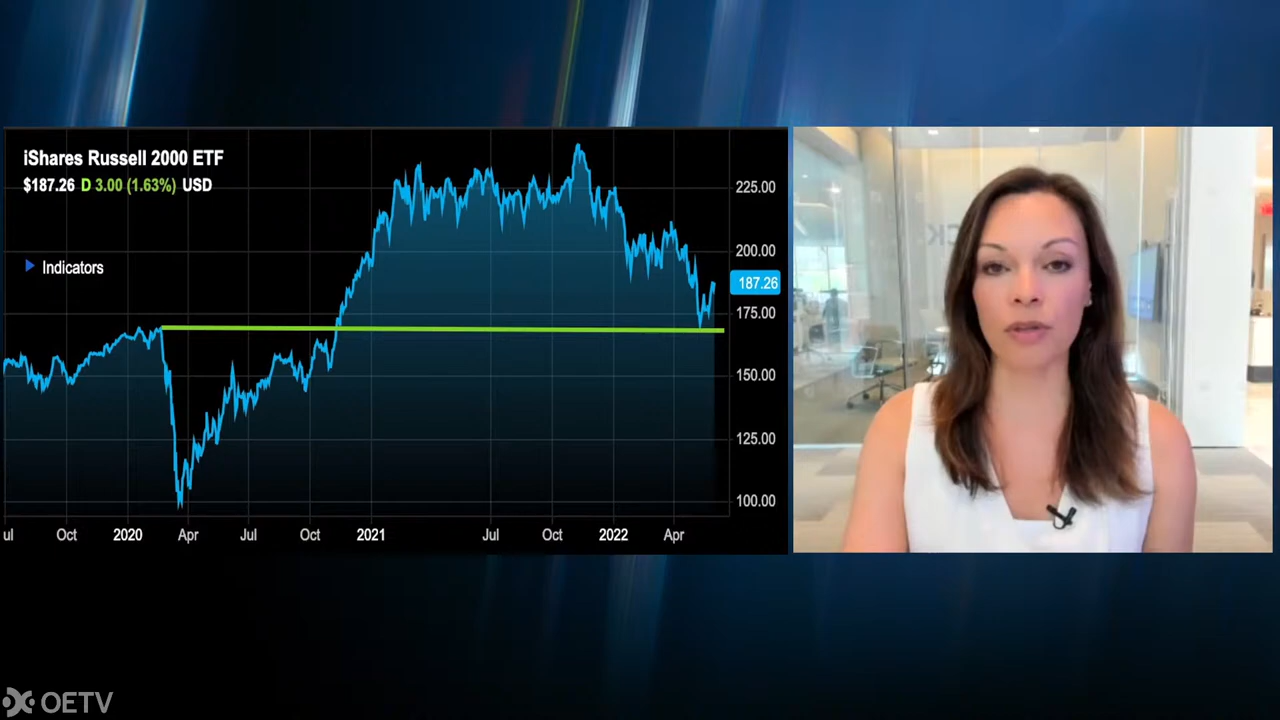 iShares Russell 2000 ETF
$187.26 D 3.00 (1.63%) USD
Indicators
225.00
200.00
187.26
175.00
150.00
125.00
100.00
ul Oct 2020 Apr Jul Oct 2021 Jul Oct 2022 Apr
CK
OETV